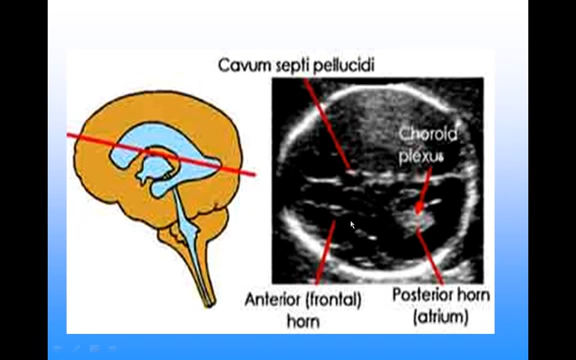 Cavum septi pellucidi
Choroid
plexus
Anterior (frontal)
horn
Posterior horn
(atrium)